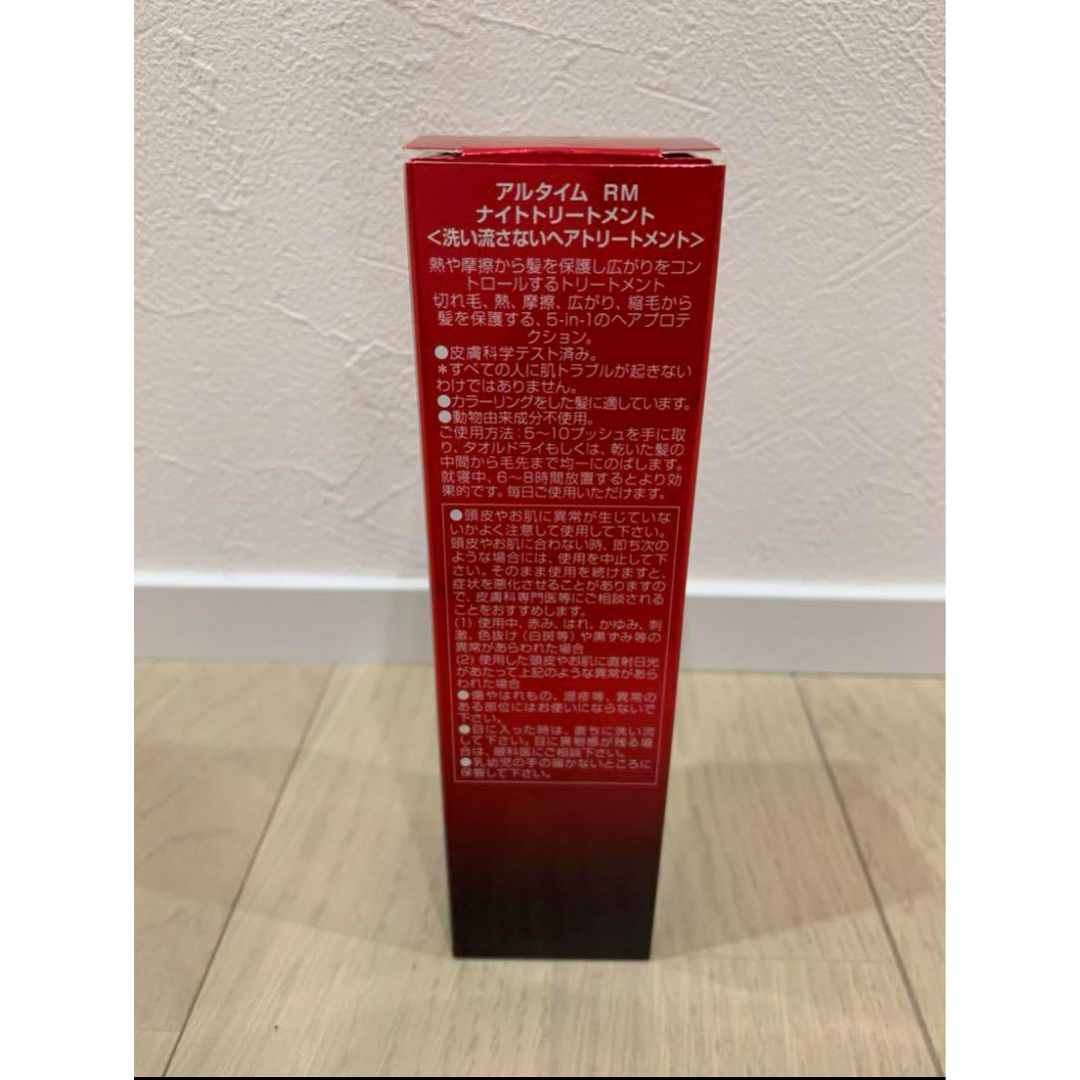 アルタイム RM
ナイトトリートメント
<洗い流さないヘアトリートメント>
熱や摩擦から髪を保護し広がりをコン
トロールするトリートメント
切れ毛、熱、摩擦、広がり、縮毛から
髪を保護する、5-in-1のヘアプロテ
クション。
●皮膚科学テスト済み。
*すべての人に肌トラブルが起きない
わけではありません。
●カラーリングをした髪に適しています。
●動物由来成分不使用。
ご使用方法：5〜10プッシュを手に取
り、タオルドライもしくは、乾いた髪の
中間から毛先まで均一にのばします。
就寝中、6〜8時間放置するとより効
果的です。毎日ご使用いただけます。
●頭皮やお肌に異常が生じていな
いかよく注意して使用して下さい。
頭皮やお肌に合わない時、即ち次の
ような場合には、使用を中止して下
さい。そのまま使用を続けますと、
症状を悪化させることがありますの
で、皮膚科専門医等にご相談される
ことをおすすめします。
(1) 使用中、赤み、はれ、かゆみ、刺
激、色抜け(白斑等)や黒ずみ等の
異常があらわれた場合
(2) 使用した頭皮やお肌に直射日光
があたって上記のような異常があら
われた場合
●傷やはれもの、湿疹等、異常の
ある部位にはお使いにならないで
下さい。
●目に入った時は、直ちに洗い流
して下さい。目に異物感が残る場
合は、眼科医にご相談下さい。
●乳幼児の手の届かないところに
保管して下さい。